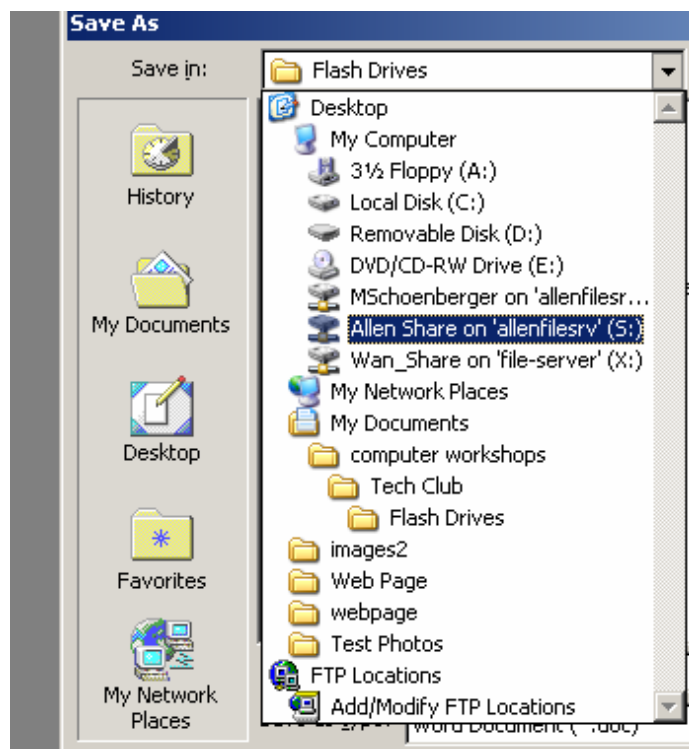 Save As
Save in:
Flash Drives
History
My Documents
Desktop
Favorites
My Network
Places
Desktop
My Computer
3½ Floppy (A:)
Local Disk (C:)
Removable Disk (D:)
DVD/CD-RW Drive (E:)
MSchoenberger on 'allenfilesr...
Allen Share on 'allenfilesrv' (S:)
Wan_Share on 'file-server' (X:)
My Network Places
My Documents
computer workshops
Tech Club
Flash Drives
images2
Web Page
webpage
Test Photos
FTP Locations
Add/Modify FTP Locations